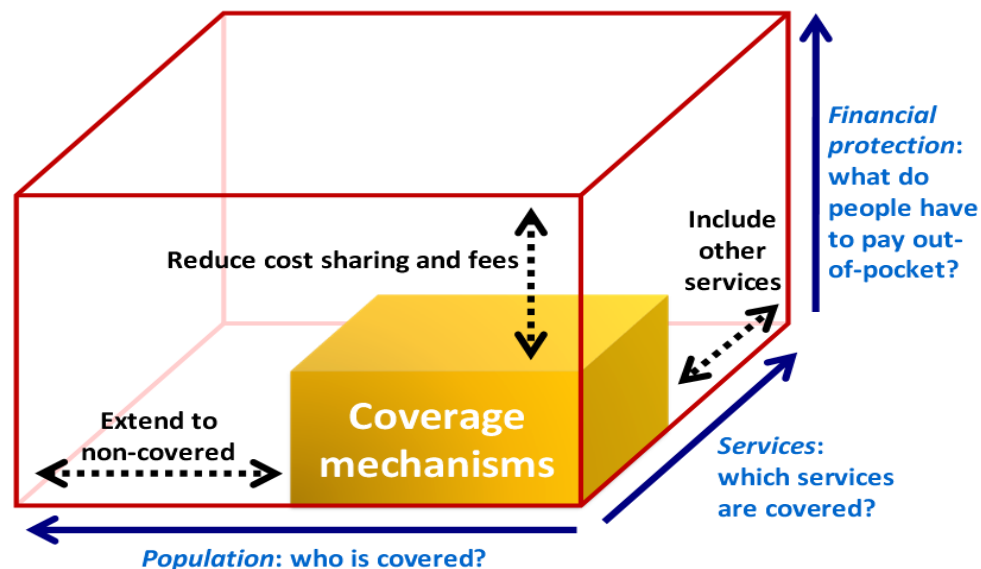 Financial
protection:
what do
people have
to pay out-
of-pocket?
Include
other
services
Reduce cost sharing and fees
Extend to
non-covered
Coverage
mechanisms
Services:
which services
are covered?
Population: who is covered?